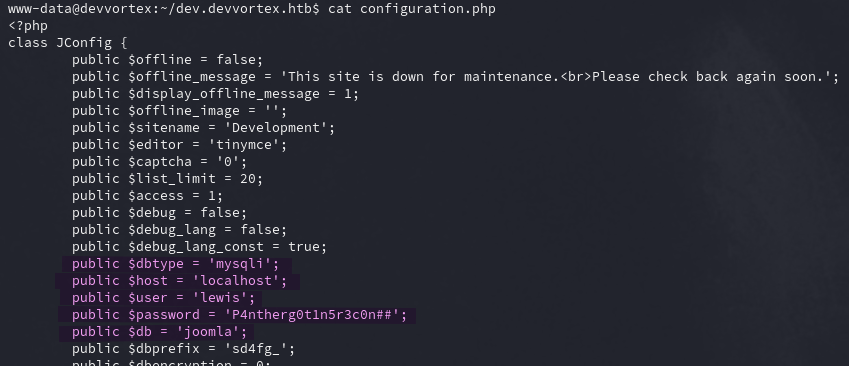 www-data@devvortex:~/dev.devvortex.htb$ cat configuration.php
<?php
class JConfig {
        public $offline = false;
        public $offline_message = 'This site is down for maintenance.<br>Please check back again soon.';
        public $display_offline_message = 1;
        public $offline_image = '';
        public $sitename = 'Development';
        public $editor = 'tinymce';
        public $captcha = '0';
        public $list_limit = 20;
        public $access = 1;
        public $debug = false;
        public $debug_lang = false;
        public $debug_lang_const = true;
        public $dbtype = 'mysqli';
        public $host = 'localhost';
        public $user = 'lewis';
        public $password = 'P4ntherg0t1n5r3c0n##';
        public $db = 'joomla';
        public $dbprefix = 'sd4fg_';
        public $dbencryption = 0;